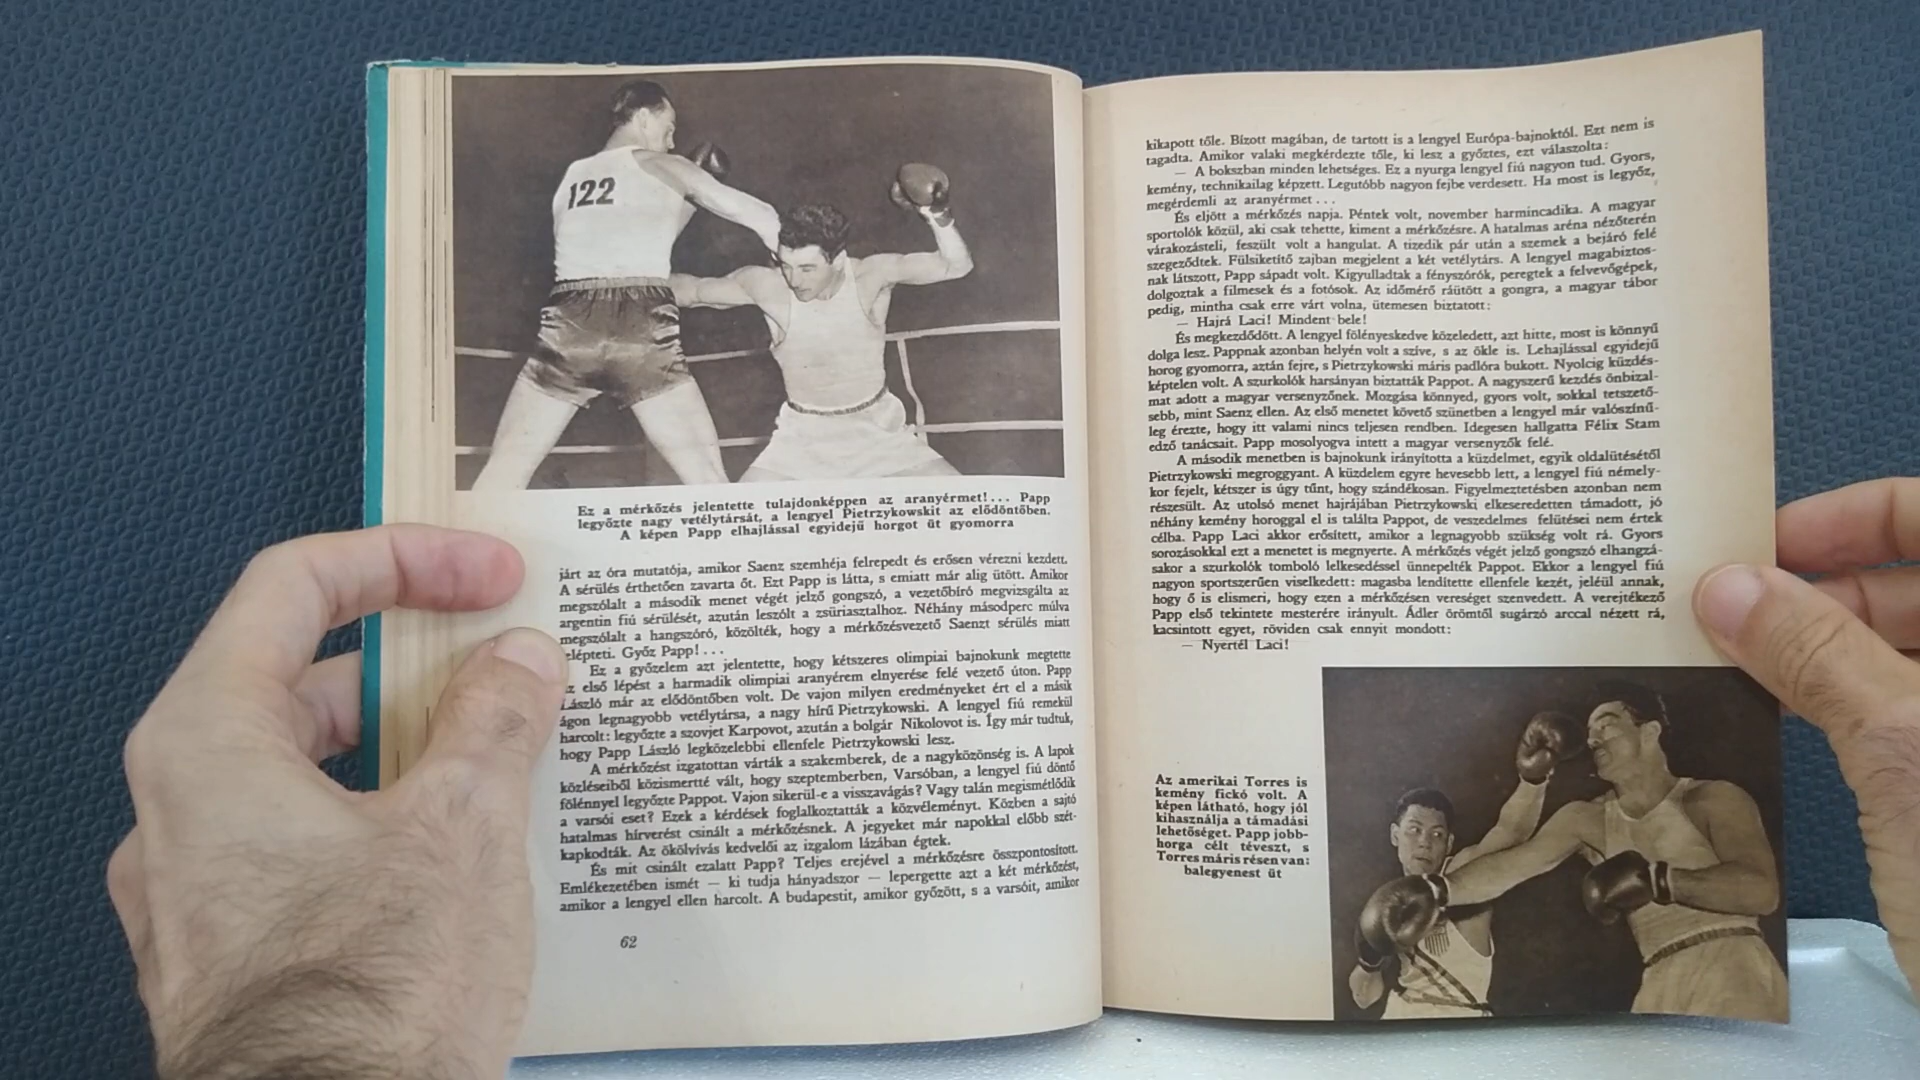 122
Ez a mérkőzés jelentette tulajdonképpen az aranyérmet!... Papp
legyőzte nagy vetélytársát, a lengyel Pietrzykowskit az elődöntőben.
A képen Papp elhajlással egyidejű horgot üt gyomorra
járt az óra mutatója, amikor Saenz szemhéja felrepedt és erősen vérezni kezdett.
A sérülés érthetően zavarta őt. Ezt Papp is látta, s emiatt már alig ütött. Amikor
megszólalt a második menet végét jelző gongszó, a vezetőbíró megvizsgálta az
argentin fiú sérülését, azután leszólt a zsüriasztalhoz. Néhány másodperc múlva
megszólalt a hangszóró, közölték, hogy a mérkőzésvezető Saenzt sérülés miatt
elépteti. Győz Papp!...
Ez a győzelem azt jelentette, hogy kétszeres olimpiai bajnokunk megtette
az első lépést a harmadik olimpiai aranyérem elnyerése felé vezető úton. Papp
László már az elődöntőben volt. De vajon milyen eredményeket ért el a másik
ágon legnagyobb vetélytársa, a nagy hírű Pietrzykowski. A lengyel fiú remekül
harcolt: legyőzte a szovjet Karpovot, azután a bolgár Nikolovot is. Így már tudtuk,
hogy Papp László legközelebbi ellenfele Pietrzykowski lesz.
A mérkőzést izgatottan várták a szakemberek, de a nagyközönség is. A lapok
közléseiből közismertté vált, hogy szeptemberben, Varsóban, a lengyel fiú döntő
fölénnyel legyőzte Pappot. Vajon sikerül-e a visszavágás? Vagy talán megismétlődik
a varsói eset? Ezek a kérdések foglalkoztatták a közvéleményt. Közben a sajtó
hatalmas hírverést csinált a mérkőzésnek. A jegyeket már napokkal előbb szét-
kapkodták. Az ökölvívás kedvelői az izgalom lázában égtek.
És mit csinált ezalatt Papp? Teljes erejével a mérkőzésre összpontosított.
Emlékezetében ismét — ki tudja hányadszor — lepergette azt a két mérkőzést,
amikor a lengyel ellen harcolt. A budapestit, amikor győzött, s a varsóit, amikor
62
kikapott tőle. Bízott magában, de tartott is a lengyel Európa-bajnoktól. Ezt nem is
tagadta. Amikor valaki megkérdezte tőle, ki lesz a győztes, ezt válaszolta:
— A bokszban minden lehetséges. Ez a nyurga lengyel fiú nagyon tud. Gyors,
kemény, technikailag képzett. Legutóbb nagyon fejbe verdesett. Ha most is legyőz,
megérdemli az aranyérmet...
És eljött a mérkőzés napja. Péntek volt, november harmincadika. A magyar
sportolók közül, aki csak tehette, kiment a mérkőzésre. A hatalmas aréna nézőterén
várakozásteli, feszült volt a hangulat. A tizedik pár után a szemek a bejáró felé
szegeződtek. Fülsiketítő zajban megjelent a két vetélytárs. A lengyel magabiztos-
nak látszott, Papp sápadt volt. Kigyulladtak a fényszórók, peregtek a felvevőgépek,
dolgoztak a filmesek és a fotósok. Az időmérő ráütött a gongra, a magyar tábor
pedig, mintha csak erre várt volna, ütemesen biztatott:
— Hajrá Laci! Mindent bele!
És megkezdődött. A lengyel fölényeskedve közeledett, azt hitte, most is könnyű
dolga lesz. Pappnak azonban helyén volt a szíve, s az ökle is. Lehajlással egyidejű
horog gyomorra, aztán fejre, s Pietrzykowski máris padlóra bukott. Nyolcig küzdés-
képtelen volt. A szurkolók harsányan biztatták Pappot. A nagyszerű kezdés önbizal-
mat adott a magyar versenyzőnek. Mozgása könnyed, gyors volt, sokkal tetszető-
sebb, mint Saenz ellen. Az első menetet követő szünetben a lengyel már valószínű-
leg érezte, hogy itt valami nincs teljesen rendben. Idegesen hallgatta Félix Stam
edző tanácsait. Papp mosolyogva intett a magyar versenyzők felé.
A második menetben is bajnokunk irányította a küzdelmet, egyik oldalütésétől
Pietrzykowski megroggyant. A küzdelem egyre hevesebb lett, a lengyel fiú némely-
kor fejelt, kétszer is úgy tűnt, hogy szándékosan. Figyelmeztetésben azonban nem
részesült. Az utolsó menet hajrájában Pietrzykowski elkeseredetten támadott, jó
néhány kemény horoggal el is találta Pappot, de veszedelmes felütései nem értek
célba. Papp Laci akkor erősített, amikor a legnagyobb szükség volt rá. Gyors
sorozásokkal ezt a menetet is megnyerte. A mérkőzés végét jelző gongszó elhangzá-
sakor a szurkolók tomboló lelkesedéssel ünnepelték Pappot. Ekkor a lengyel fiú
nagyon sportszerűen viselkedett: magasba lendítette ellenfele kezét, jeléül annak,
hogy ő is elismeri, hogy ezen a mérkőzésen vereséget szenvedett. A verejtékező
Papp első tekintete mesterére irányult. Ádler örömtől sugárzó arccal nézett rá,
kacsintott egyet, röviden csak ennyit mondott:
— Nyertél Laci!
Az amerikai Torres is
kemény fickó volt. A
képen látható, hogy jól
kihasználja a támadási
lehetőséget. Papp jobb-
horga célt téveszt, s
Torres máris résen van:
balegyenest üt